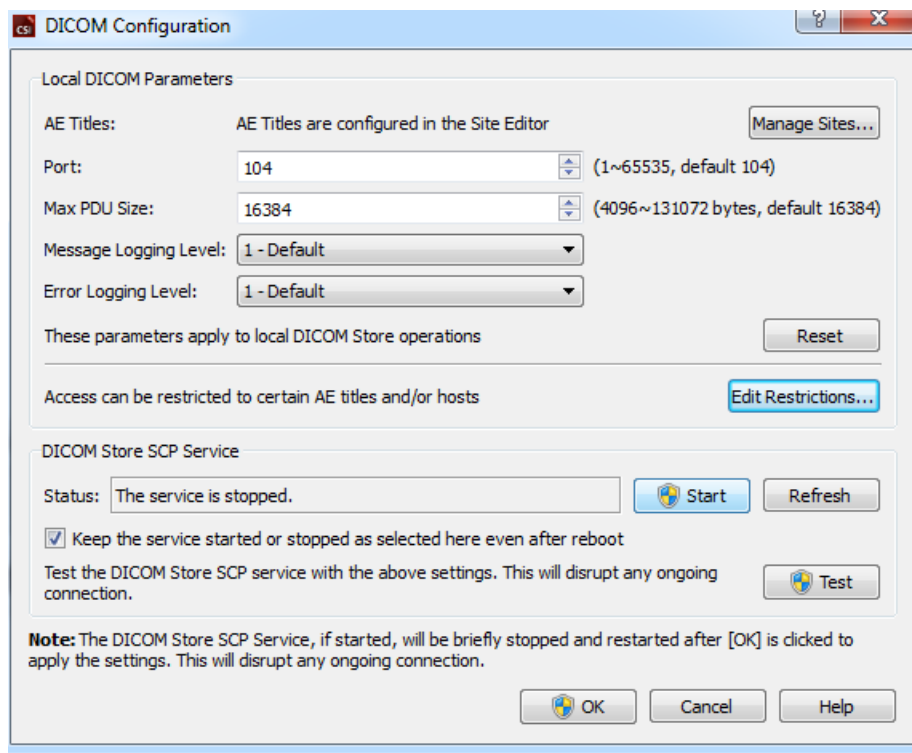 CSI DICOM Configuration ?
Local DICOM Parameters
AE Titles: AE Titles are configured in the Site Editor Manage Sites...
Port: 104 (1~65535, default 104)
Max PDU Size: 16384 (4096~131072 bytes, default 16384)
Message Logging Level: 1 - Default
Error Logging Level: 1 - Default
These parameters apply to local DICOM Store operations Reset
Access can be restricted to certain AE titles and/or hosts Edit Restrictions...
DICOM Store SCP Service
Status: The service is stopped. Start Refresh
Keep the service started or stopped as selected here even after reboot
Test the DICOM Store SCP service with the above settings. This will disrupt any ongoing
connection. Test
Note: The DICOM Store SCP Service, if started, will be briefly stopped and restarted after [OK] is clicked to
apply the settings. This will disrupt any ongoing connection.
OK Cancel Help